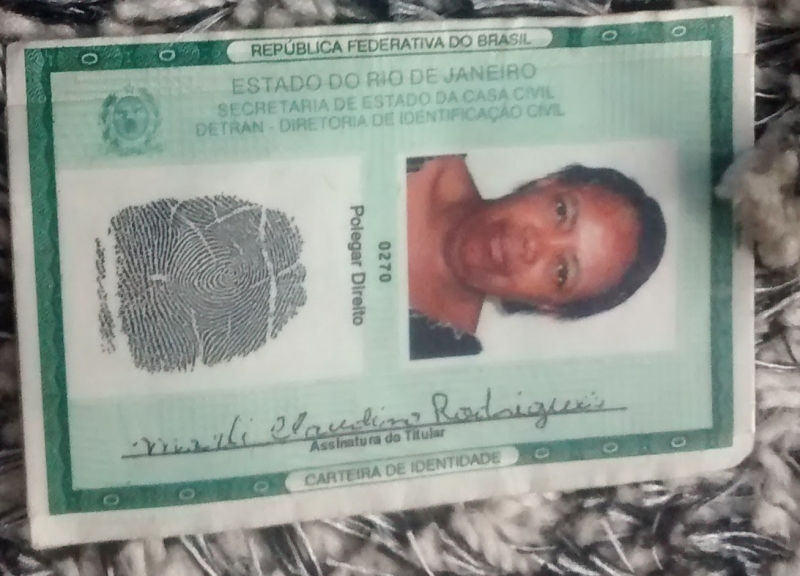 REPÚBLICA FEDERATIVA DO BRASIL
ESTADO DO RIO DE JANEIRO
SECRETARIA DE ESTADO DA CASA CIVIL
DETRAN - DIRETORIA DE IDENTIFICAÇÃO CIVIL
Polegar Direito
0270
Claudino Rodrigues
Assinatura do Titular
CARTEIRA DE IDENTIDADE